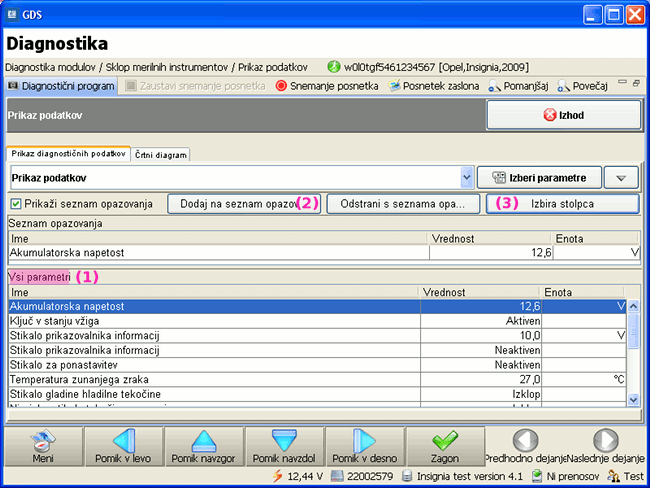 GDS
Diagnostika
Diagnostika modulov / Sklop merilnih instrumentov / Prikaz podatkov w0l0tgf5461234567 [Opel,Insignia,2009]
Diagnostični program Zaustavi snemanje posnetka Snemanje posnetka Posnetek zaslona Pomanjšaj Povečaj
Prikaz podatkov Izhod
Prikaz diagnostičnih podatkov Črtni diagram
Prikaz podatkov Izberi parametre
Prikaži seznam opazovanja Dodaj na seznam opazov (2) Odstrani s seznama opa... (3) Izbira stolpca
Seznam opazovanja
Ime Vrednost Enota
Akumulatorska napetost 12,6 V
Vsi parametri (1)
Ime Vrednost Enota
Akumulatorska napetost 12,6 V
Ključ v stanju vžiga Aktiven
Stikalo prikazovalnika informacij 10,0 V
Stikalo prikazovalnika informacij Neaktiven
Stikalo za ponastavitev Neaktiven
Temperatura zunanjega zraka 27,0 °C
Stikalo gladine hladilne tekočine Izklop
Meni Pomik v levo Pomik navzgor Pomik navzdol Pomik v desno Zagon Predhodno dejanje Naslednje dejanje
12,44 V 22002579 Insignia test version 4.1 Ni prenosov Test